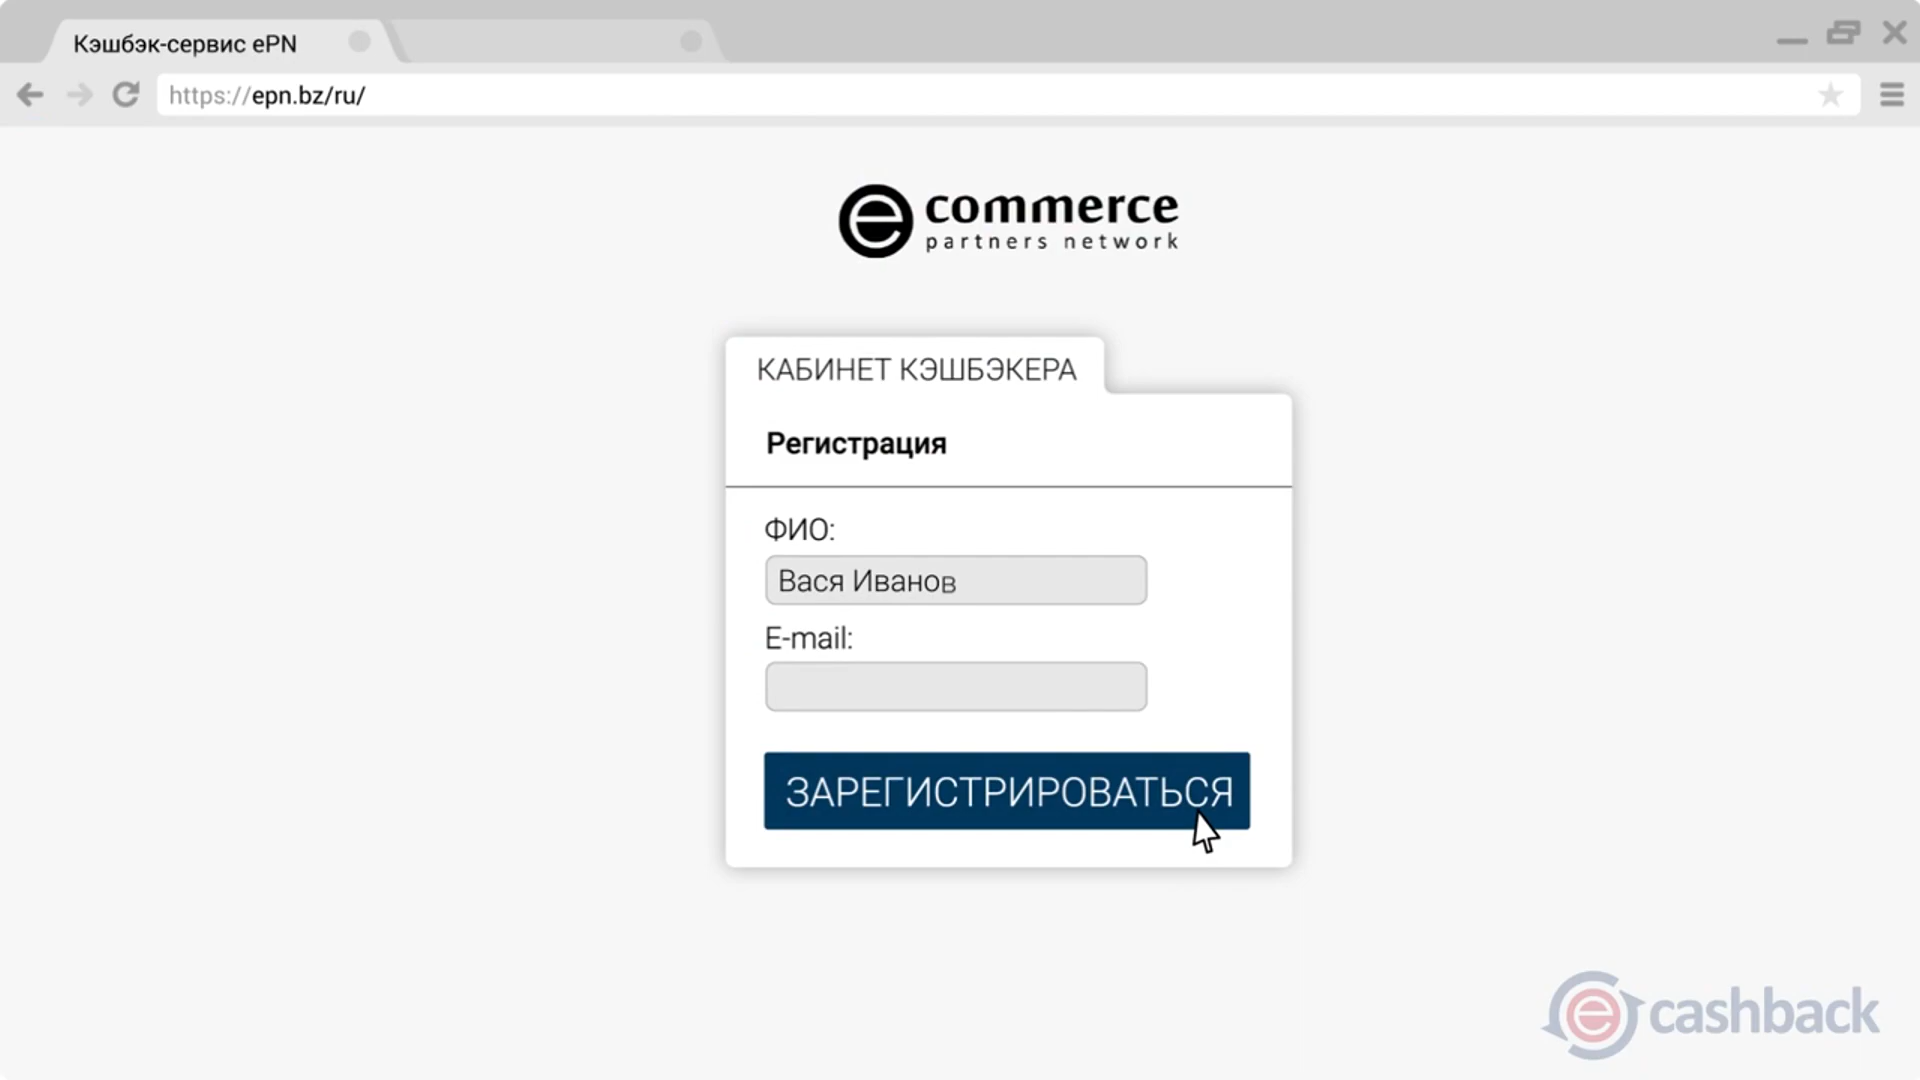 Кэшбэк-сервис ePN
https://epn.bz/ru/
e commerce
partners network
КАБИНЕТ КЭШБЭКЕРА
Регистрация
ФИО:
Вася Иванов
E-mail:
ЗАРЕГИСТРИРОВАТЬСЯ
e cashback